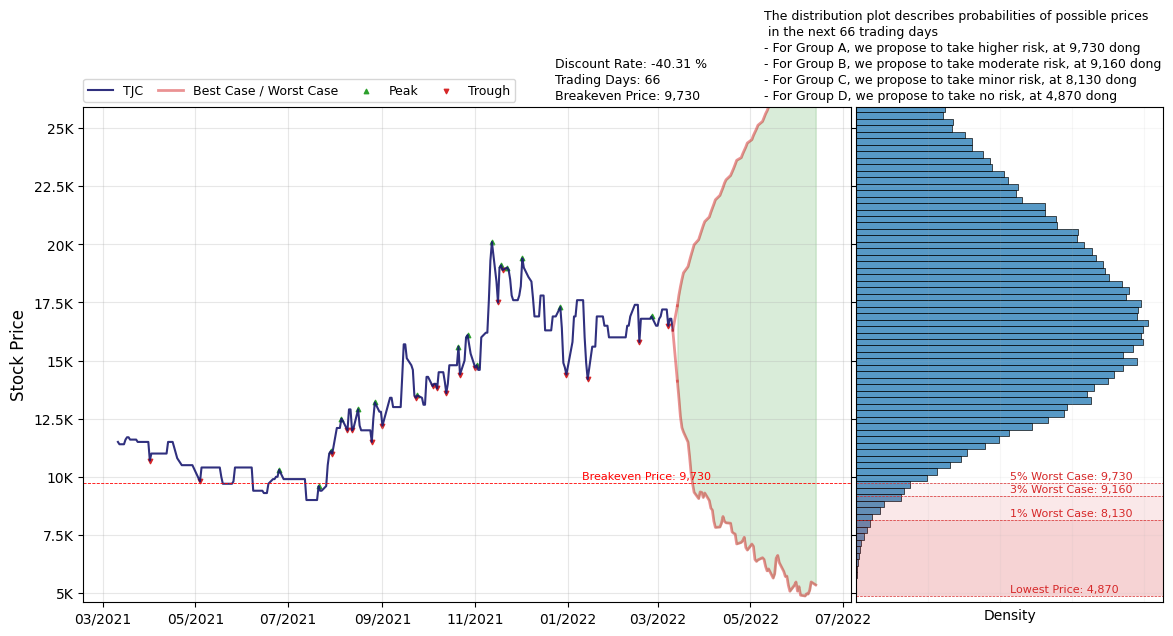 The distribution plot describes probabilities of possible prices
in the next 66 trading days
- For Group A, we propose to take higher risk, at 9,730 dong
- For Group B, we propose to take moderate risk, at 9,160 dong
- For Group C, we propose to take minor risk, at 8,130 dong
- For Group D, we propose to take no risk, at 4,870 dong
Discount Rate: -40.31 %
Trading Days: 66
Breakeven Price: 9,730
TJC
Best Case / Worst Case
Peak
Trough
Stock Price
25K
22.5K
20K
17.5K
15K
12.5K
10K
7.5K
5K
Breakeven Price: 9,730
5% Worst Case: 9,730
3% Worst Case: 9,160
1% Worst Case: 8,130
Lowest Price: 4,870
03/2021
05/2021
07/2021
09/2021
11/2021
01/2022
03/2022
05/2022
07/2022
Density